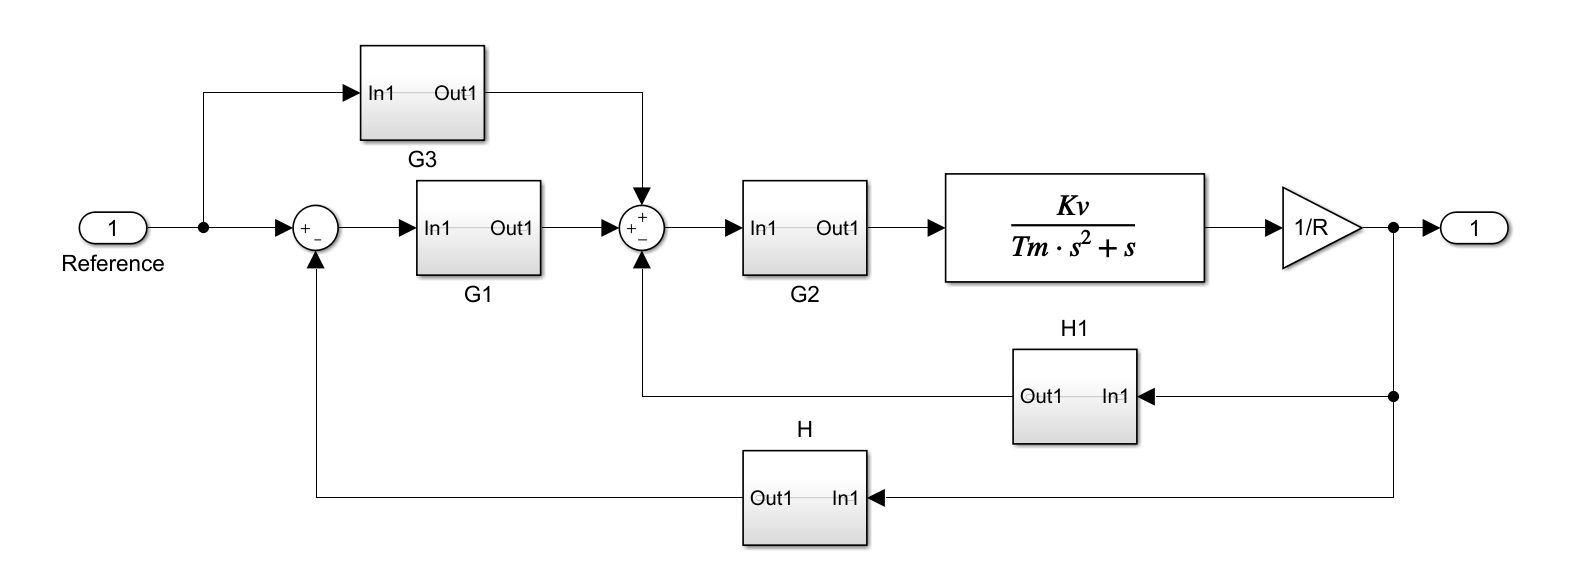 In1 Out1
G3
1
Reference
+
−
In1 Out1
G1
+
+
−
In1 Out1
G2
Kv
Tm · s² + s
1/R
1
H1
Out1 In1
H
Out1 In1